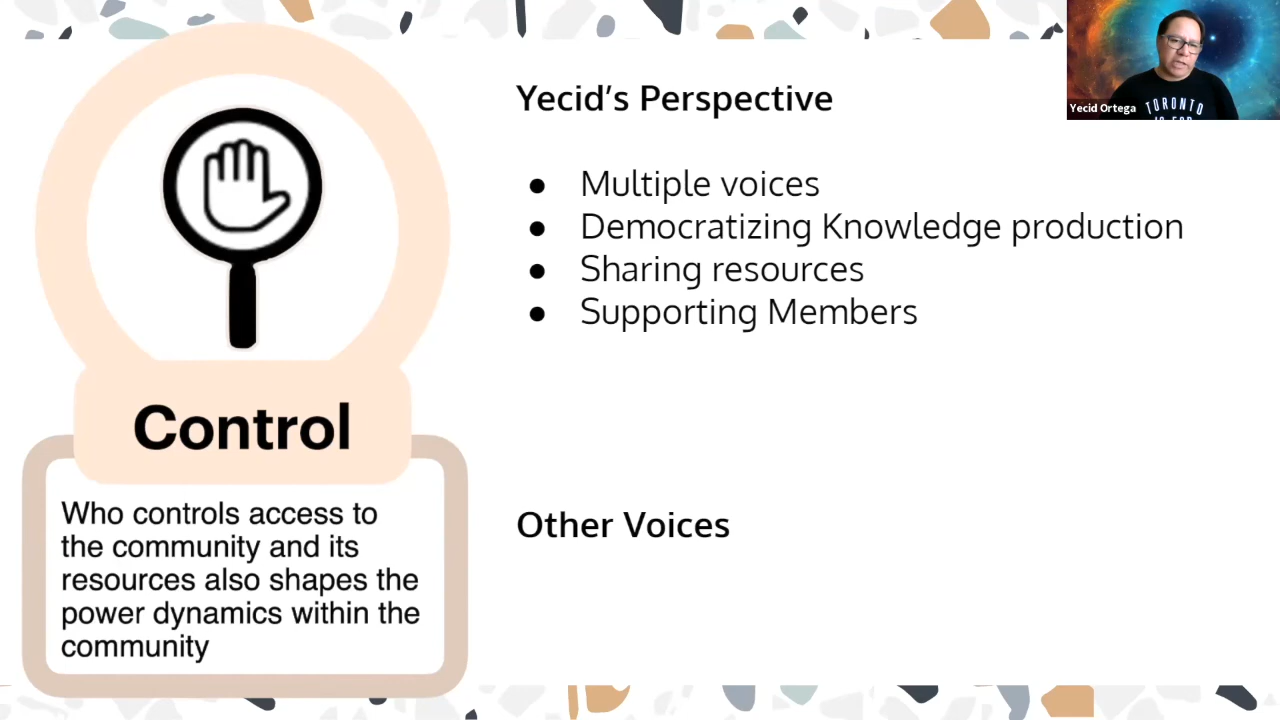 Yecid’s Perspective
● Multiple voices
● Democratizing Knowledge production
● Sharing resources
● Supporting Members
Other Voices
Control
Who controls access to
the community and its
resources also shapes the
power dynamics within the
community
Yecid Ortega
TORONTO